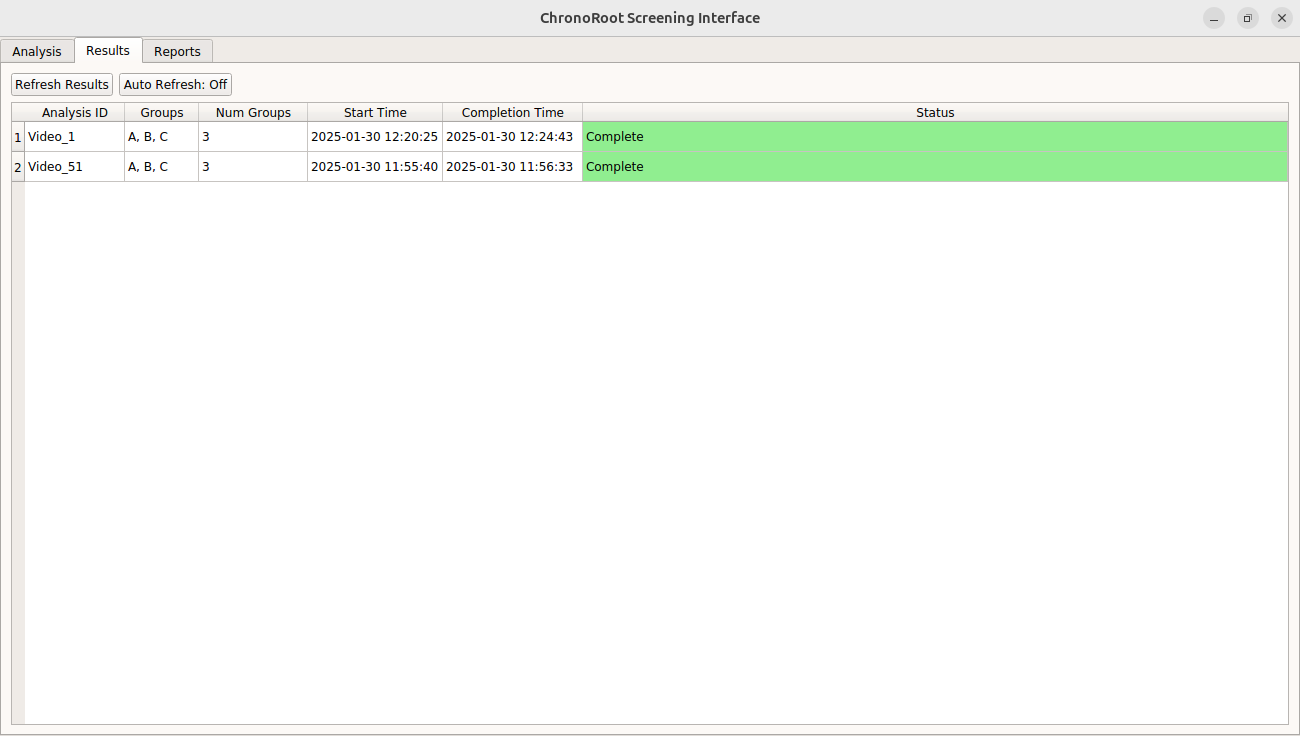 ChronoRoot Screening Interface
Analysis Results Reports
Refresh Results Auto Refresh: Off
Analysis ID Groups Num Groups Start Time Completion Time Status
1 Video_1 A, B, C 3 2025-01-30 12:20:25 2025-01-30 12:24:43 Complete
2 Video_51 A, B, C 3 2025-01-30 11:55:40 2025-01-30 11:56:33 Complete